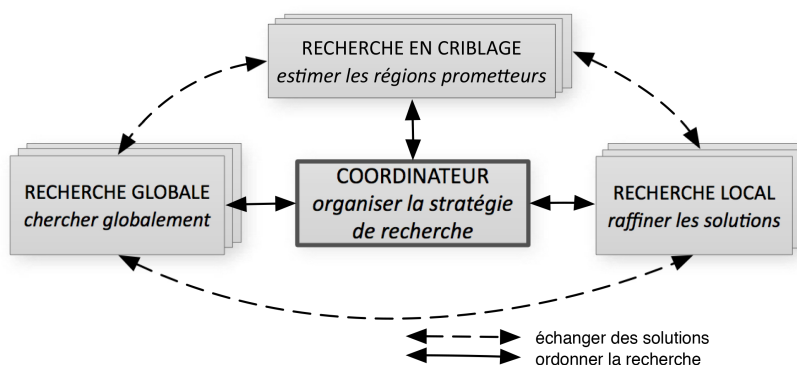 RECHERCHE EN CRIBLAGE
estimer les régions prometteurs
RECHERCHE GLOBALE
chercher globalement
COORDINATEUR
organiser la stratégie
de recherche
RECHERCHE LOCAL
raffiner les solutions
échanger des solutions
ordonner la recherche